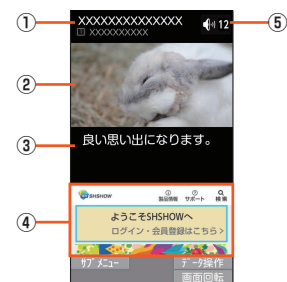 ① XXXXXXXXXXXXXX 12 ⑤
1 XXXXXXXXXX
②
③ 良い思い出になります。
④
SHSHOW 製品情報 サポート 検索
ようこそSHSHOWへ
ログイン・会員登録はこちら>
サブメニュー データ操作
画面回転